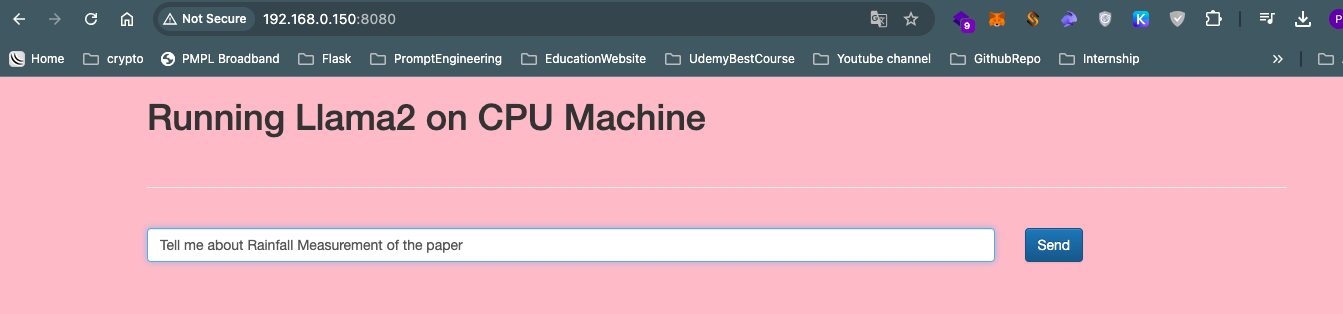 Not Secure 192.168.0.150:8080 9 K P
Home crypto PMPL Broadband Flask PromptEngineering EducationWebsite UdemyBestCourse Youtube channel GithubRepo Internship »
Running Llama2 on CPU Machine
Tell me about Rainfall Measurement of the paper Send